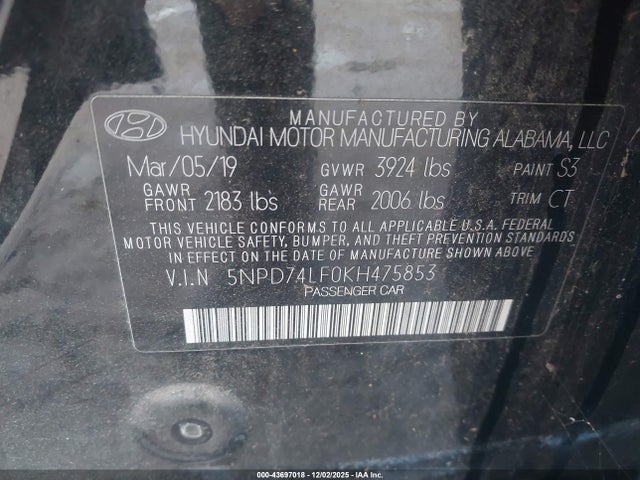 MANUFACTURED BY
HYUNDAI MOTOR MANUFACTURING ALABAMA, LLC
Mar/05/19 GVWR 3924 lbs PAINT S3
GAWR FRONT 2183 lbs GAWR REAR 2006 lbs TRIM CT
THIS VEHICLE CONFORMS TO ALL APPLICABLE U.S.A. FEDERAL
MOTOR VEHICLE SAFETY, BUMPER, AND THEFT PREVENTION STANDARDS
IN EFFECT ON THE DATE OF MANUFACTURE SHOWN ABOVE
V.I.N 5NPD74LF0KH475853
PASSENGER CAR
000-43697018 | 12/02/2025 | IAA Inc.